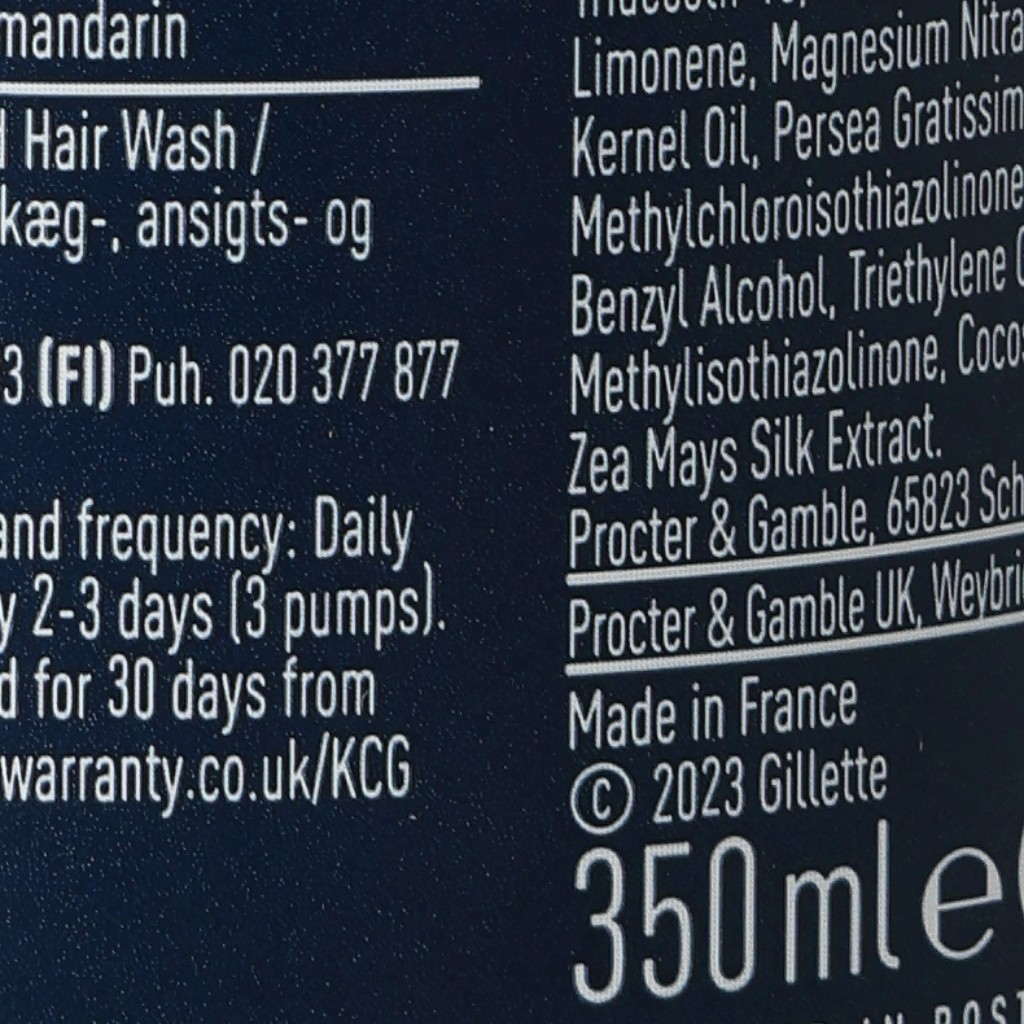 mandarin
Hair Wash /
kæg-, ansigts- og
3 (FI) Puh. 020 377 877
and frequency: Daily
y 2-3 days (3 pumps).
d for 30 days from
warranty.co.uk/KCG
Limonene, Magnesium Nitra
Kernel Oil, Persea Gratissim
Methylchloroisothiazolinone
Benzyl Alcohol, Triethylene
Methylisothiazolinone, Coco
Zea Mays Silk Extract.
Procter & Gamble, 65823 Sch
Procter & Gamble UK, Weybri
Made in France
© 2023 Gillette
350 ml e